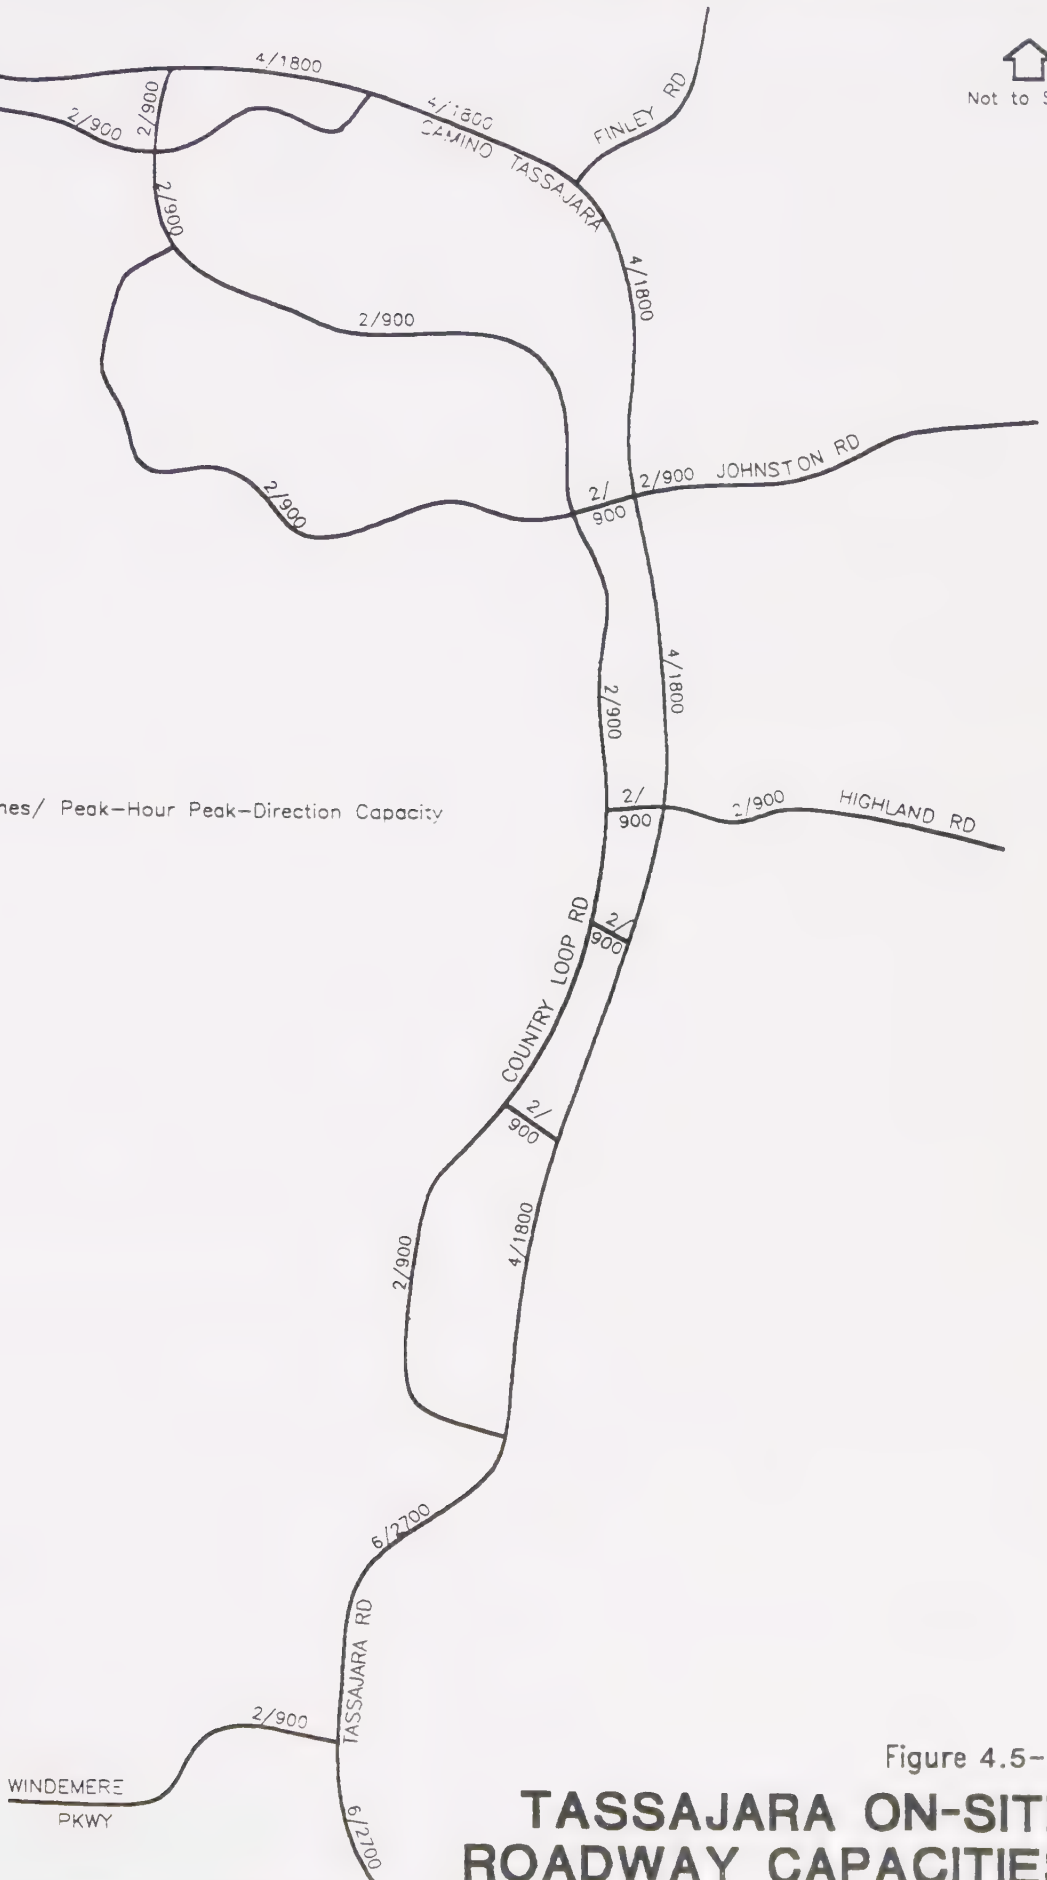 4/1800
Not to S
2/900
2/900
4/1800
CAMINO TASSAJARA
FINLEY RD
2/900
4/1800
2/900
2/900
2/
900
2/900 JOHNSTON RD
4/1800
2/900
nes/ Peak-Hour Peak-Direction Capacity
2/
900
2/900
HIGHLAND RD
2/
900
COUNTRY LOOP RD
2/
900
2/900
4/1800
6/2700
TASSAJARA RD
2/900
WINDEMERE
PKWY
6/2700
Figure 4.5-
TASSAJARA ON-SIT
ROADWAY CAPACITIES